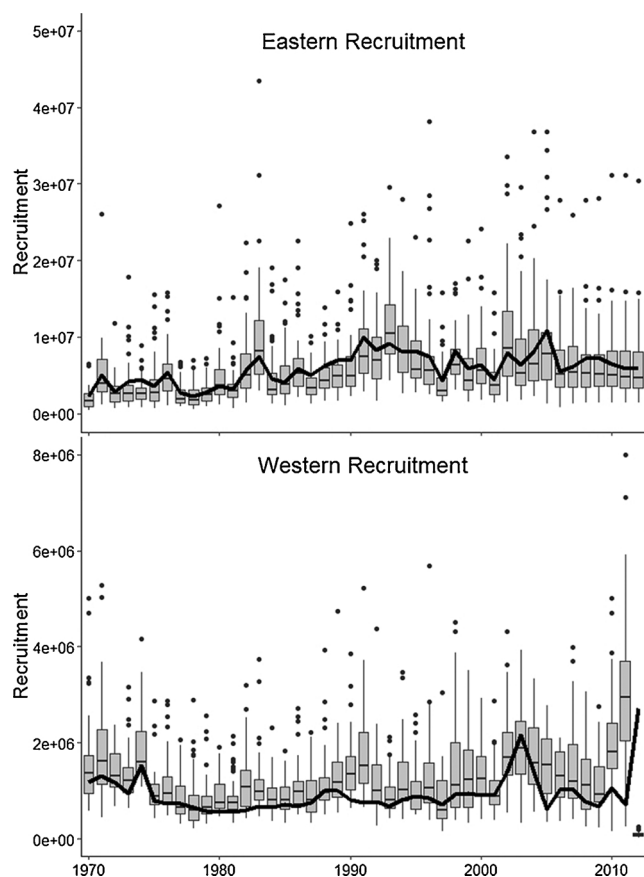 Eastern Recruitment
Recruitment
5e+07
4e+07
3e+07
2e+07
1e+07
0e+00
Western Recruitment
Recruitment
8e+06
6e+06
4e+06
2e+06
0e+00
1970 1980 1990 2000 2010